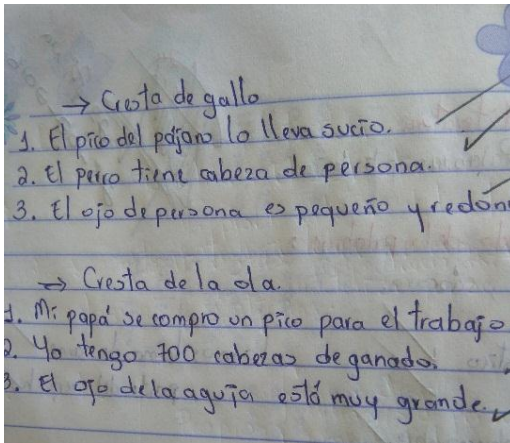 → Cresta de gallo
1. El pico del pájaro lo lleva sucio.
2. El perro tiene cabeza de persona.
3. El ojo de persona es pequeño y redon
→ Cresta de la ola.
1. Mi papá se compro un pico para el trabajo
2. Yo tengo 700 cabezas de ganado.
3. El ojo de la aguja está muy grande.